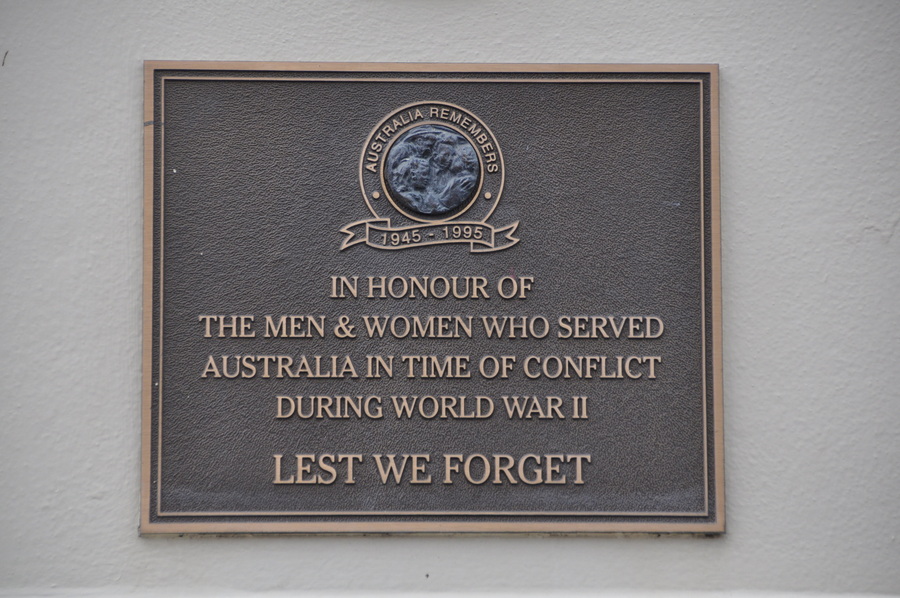 AUSTRALIA REMEMBERS
1945 - 1995
IN HONOUR OF
THE MEN & WOMEN WHO SERVED
AUSTRALIA IN TIME OF CONFLICT
DURING WORLD WAR II
LEST WE FORGET